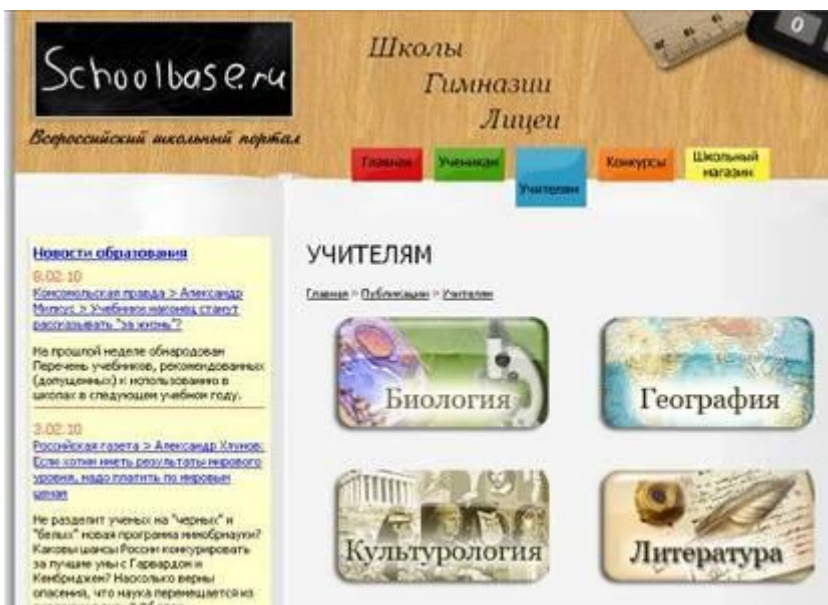 Schoolbase.ru
Всероссийский школьный портал
Школы
Гимназии
Лицеи
0
Главная
Ученикам
Учителям
Конкурсы
Школьный
магазин
Новости образования
8.02.10
Комсомольская правда > Александр
Милкус > Учебники наконец станут
рассказывать "за жизнь"?
На прошлой неделе обнародован
Перечень учебников, рекомендованных
(допущенных) к использованию в
школах в следующем учебном году.
3.02.10
Российская газета > Александр Хлунов:
Если хотим иметь результаты мирового
уровня, надо платить по мировым
ценам
Не разделит ученых на "черных" и
"белых" новая программа минобрнауки?
Каковы шансы России конкурировать
за лучшие умы с Гарвардом и
Кембриджем? Насколько верны
опасения, что наука перемещается из
УЧИТЕЛЯМ
Главная > Публикации > Учителям
Биология
География
Культурология
Литература